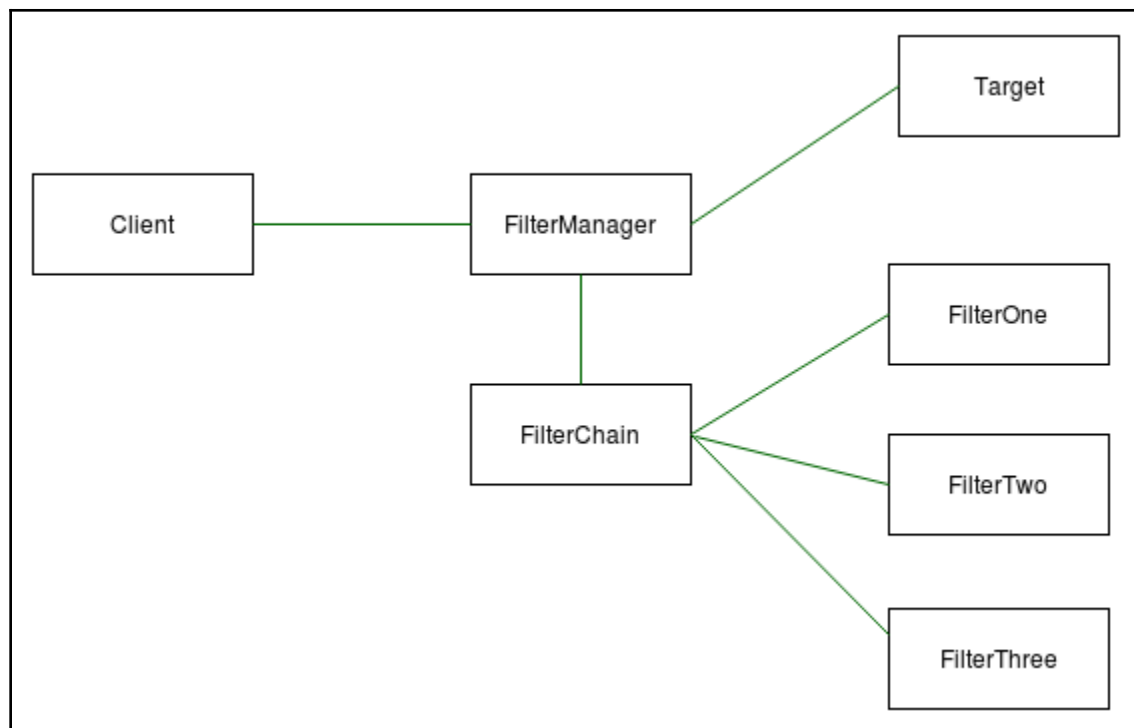 Target
Client
FilterManager
FilterOne
FilterChain
FilterTwo
FilterThree